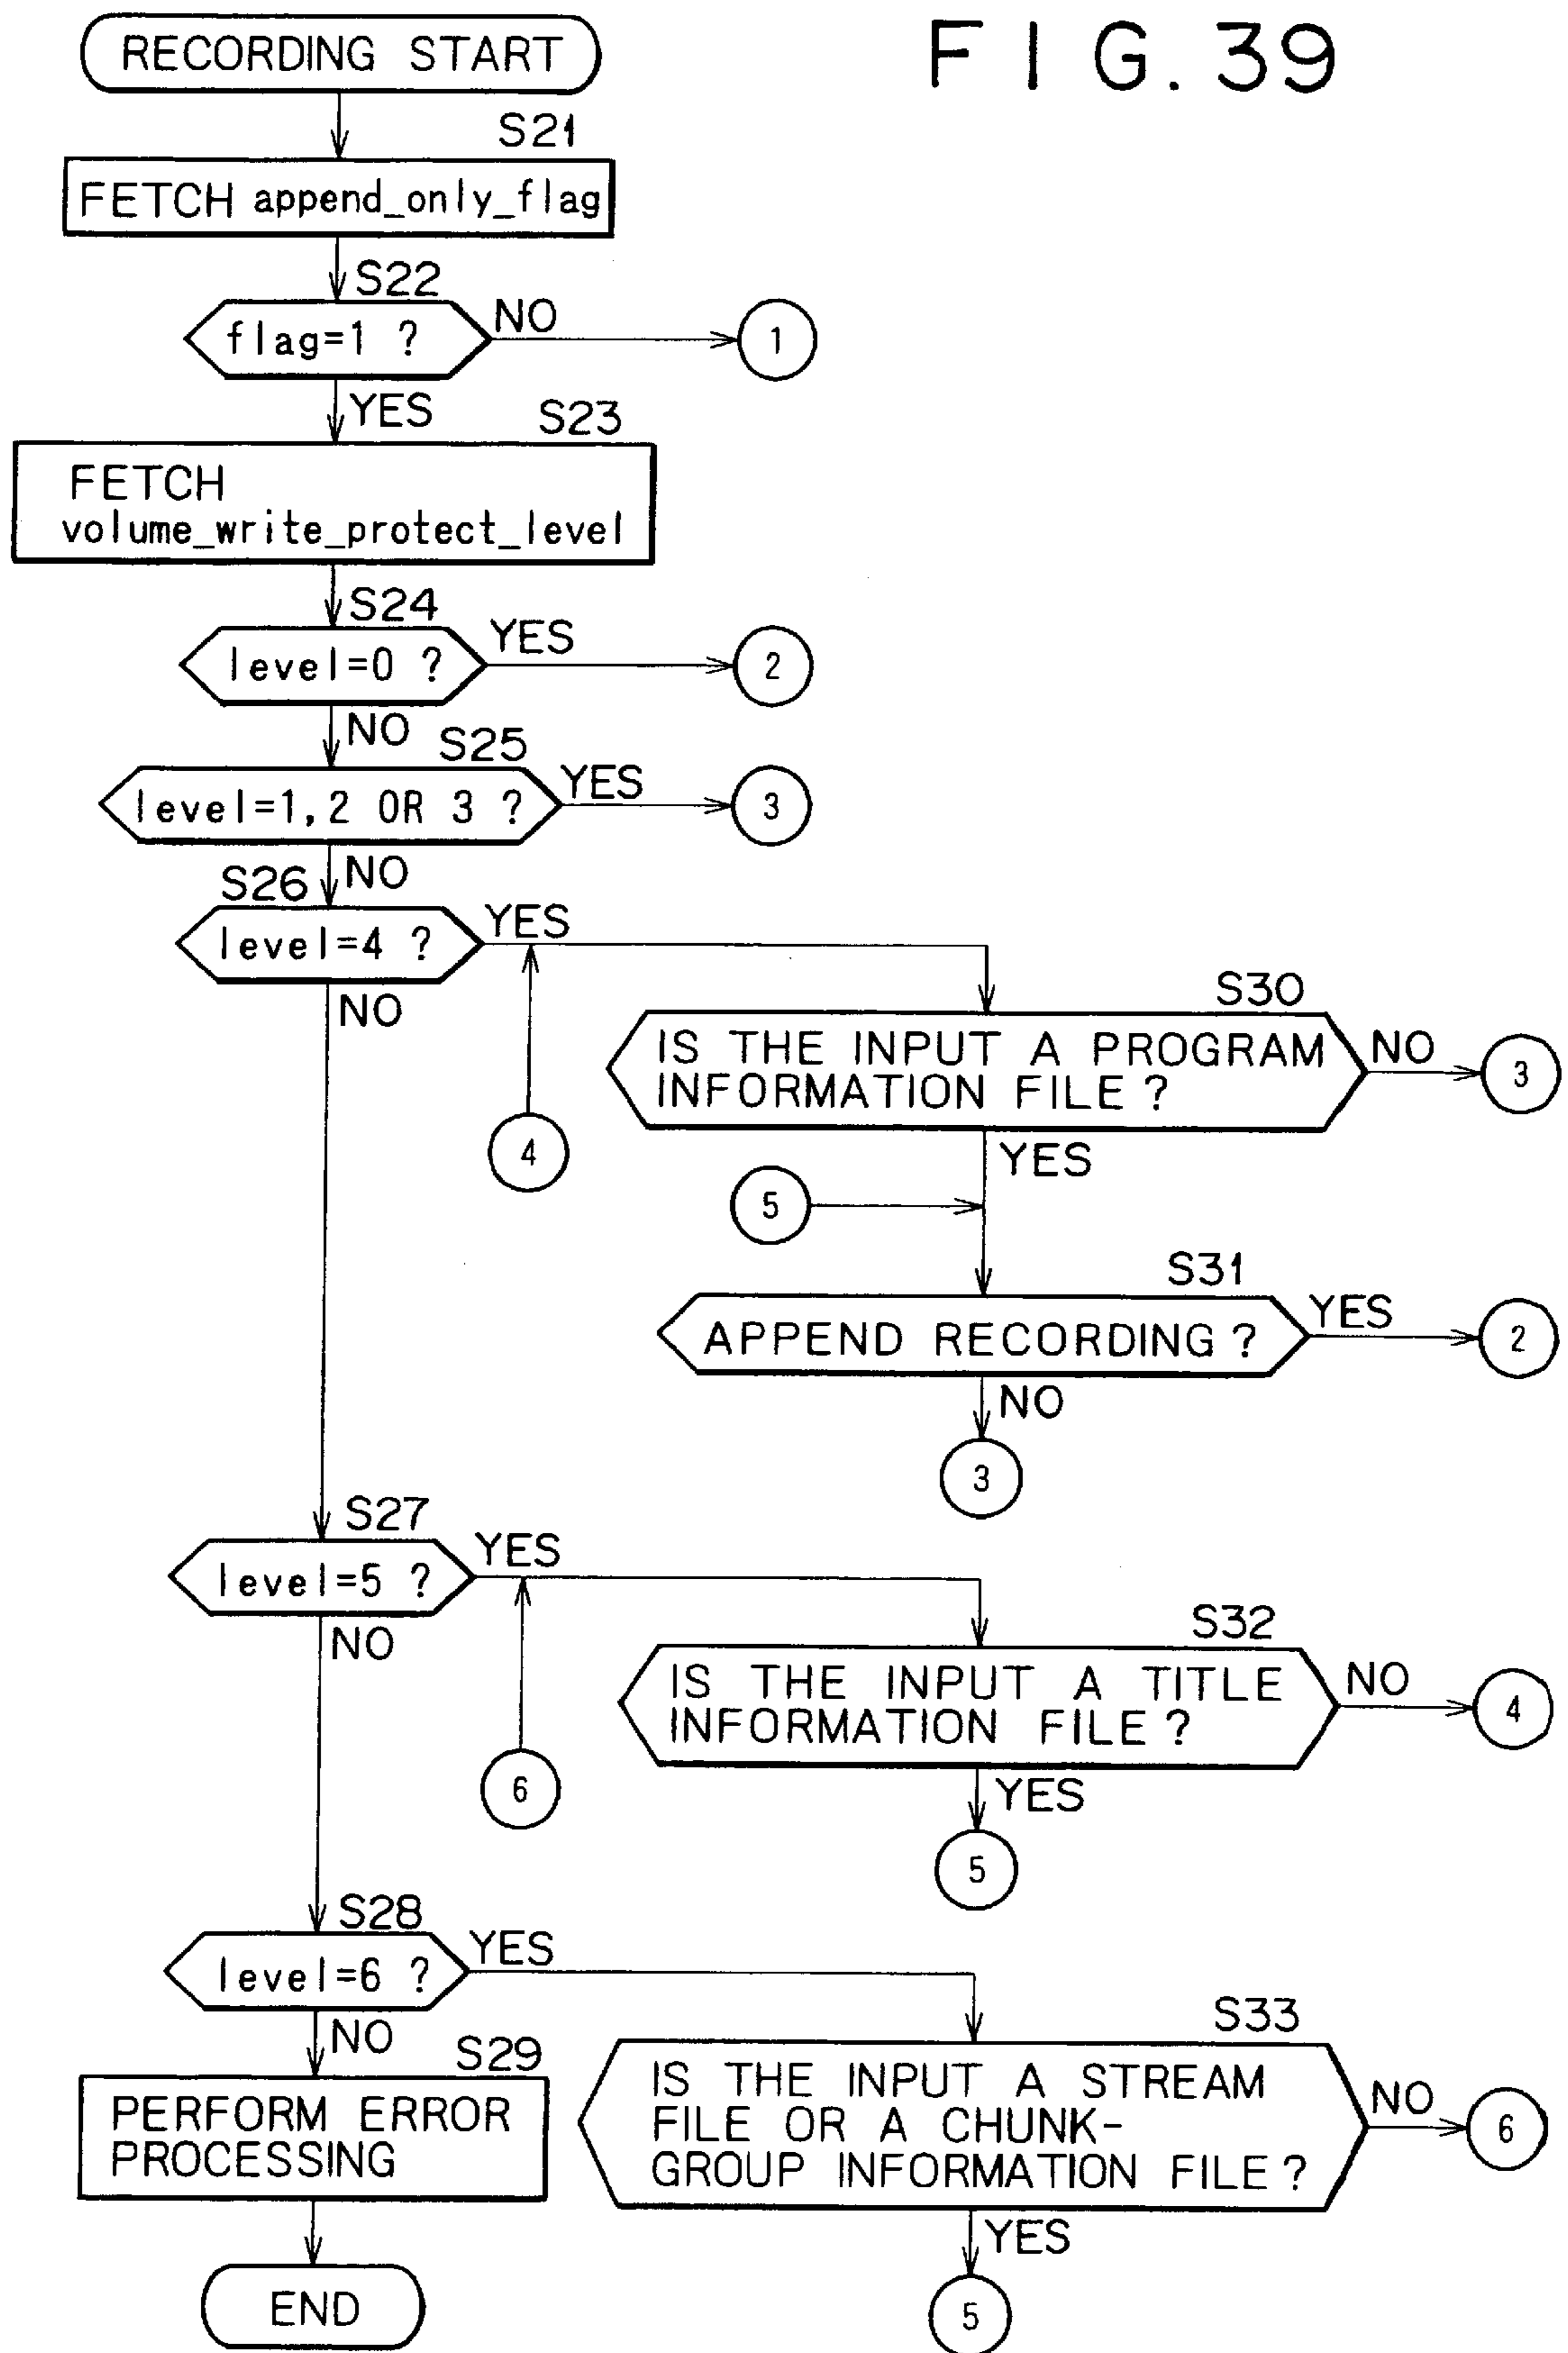 FIG. 39
RECORDING START
S21
FETCH append_only_flag
S22
flag=1 ?
NO
1
YES
S23
FETCH
volume_write_protect_level
S24
level=0 ?
YES
2
NO
S25
level=1,2 OR 3 ?
YES
3
NO
S26
level=4 ?
YES
NO
4
S30
IS THE INPUT A PROGRAM
INFORMATION FILE ?
NO
3
YES
5
S31
APPEND RECORDING ?
YES
2
NO
3
S27
level=5 ?
YES
NO
6
S32
IS THE INPUT A TITLE
INFORMATION FILE ?
NO
4
YES
5
S28
level=6 ?
YES
NO
S29
PERFORM ERROR
PROCESSING
END
S33
IS THE INPUT A STREAM
FILE OR A CHUNK-
GROUP INFORMATION FILE ?
NO
6
YES
5